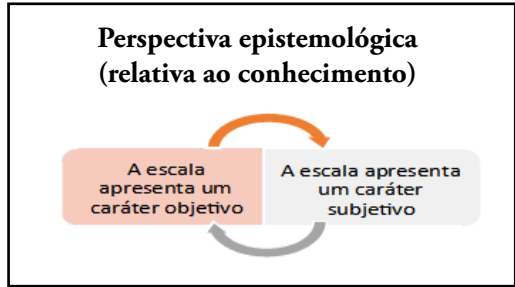 Perspectiva epistemológica
(relativa ao conhecimento)
A escala
apresenta um
caráter objetivo
A escala apresenta
um caráter
subjetivo